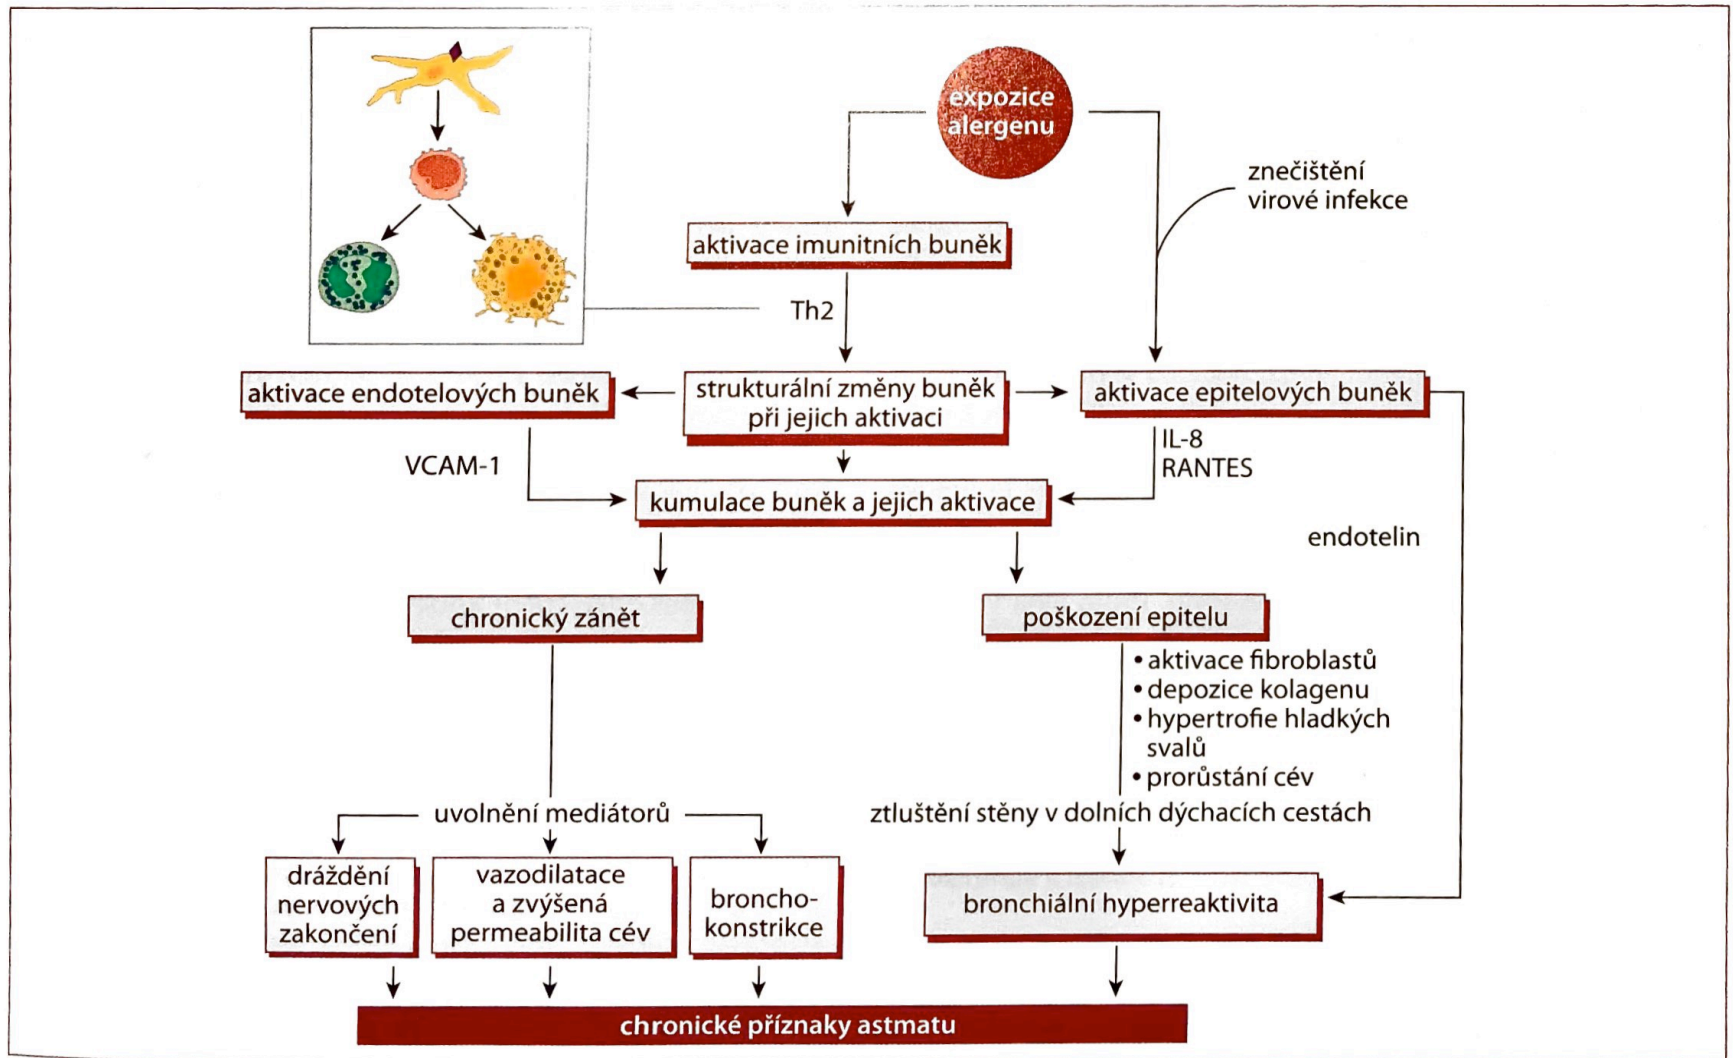 expozice
alergenu
znečištění
virové infekce
aktivace imunitních buněk
Th2
aktivace endotelových buněk
strukturální změny buněk
při jejich aktivaci
aktivace epitelových buněk
VCAM-1
IL-8
RANTES
kumulace buněk a jejich aktivace
endotelin
chronický zánět
poškození epitelu
• aktivace fibroblastů
• depozice kolagenu
• hypertrofie hladkých
svalů
• prorůstání cév
uvolnění mediátorů
ztluštění stěny v dolních dýchacích cestách
dráždění
nervových
zakončení
vazodilatace
a zvýšená
permeabilita cév
broncho-
konstrikce
bronchiální hyperreaktivita
chronické příznaky astmatu